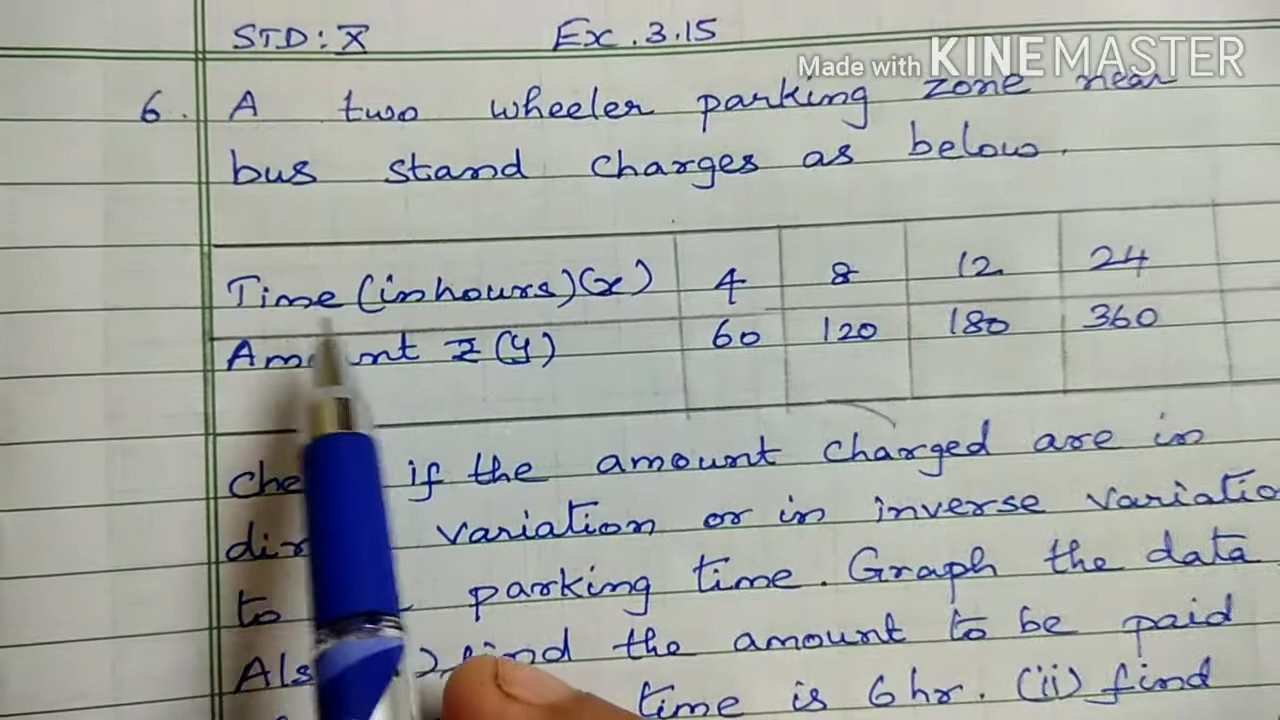 STD: X Ex. 3.15
Made with KINEMASTER
6. A two wheeler parking zone near
bus stand charges as below.
Time (in hours) (x) 4 8 12 24
Amount ₹ (y) 60 120 180 360
if the amount charged are in
variation or in inverse variatio
to parking time. Graph the data
find the amount to be paid
time is 6 hr. (ii) find